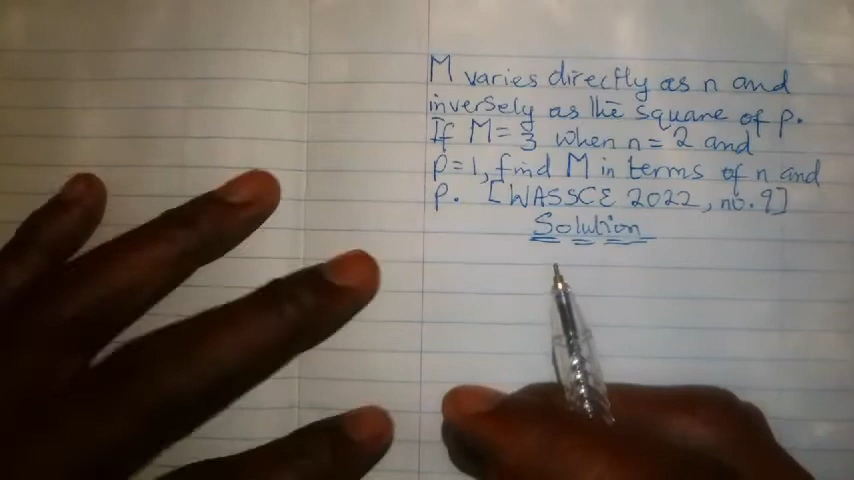 M varies directly as n and
inversely as the square of p.
If M = 3 when n = 2 and
p = 1, find M in terms of n and
p. [WASSCE 2022, no. 9]
Solution